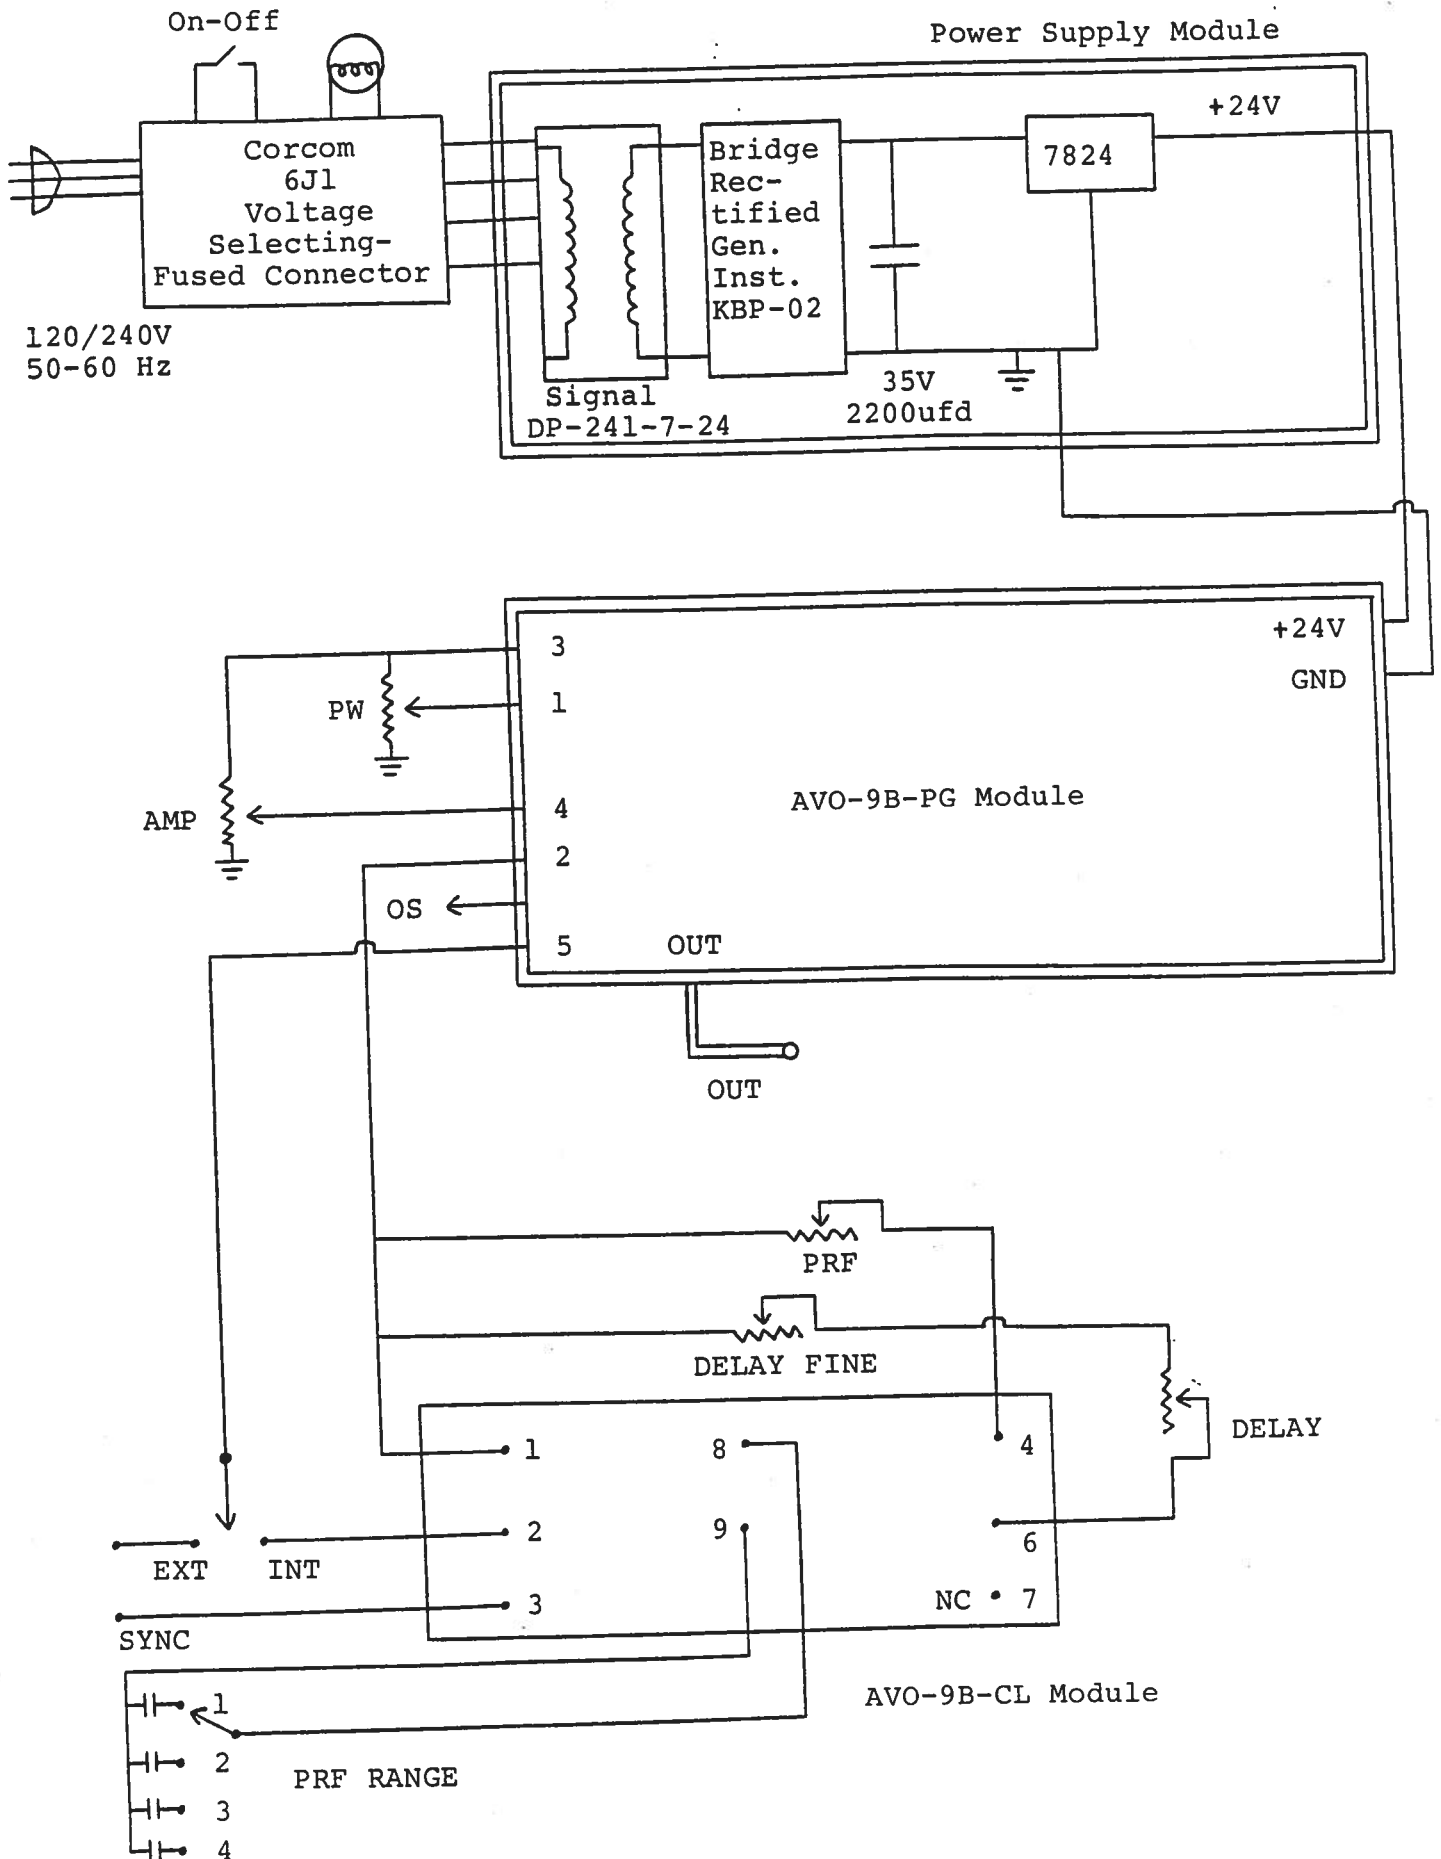 On-Off
Power Supply Module
Corcom
6J1
Voltage
Selecting-
Fused Connector
120/240V
50-60 Hz
Signal
DP-241-7-24
Bridge
Rec-
tified
Gen.
Inst.
KBP-02
35V
2200ufd
7824
+24V
3
1
4
2
5
PW
AMP
OS
OUT
AVO-9B-PG Module
+24V
GND
OUT
PRF
DELAY FINE
DELAY
1
2
3
8
9
4
6
NC
7
EXT
INT
SYNC
AVO-9B-CL Module
1
2
3
4
PRF RANGE